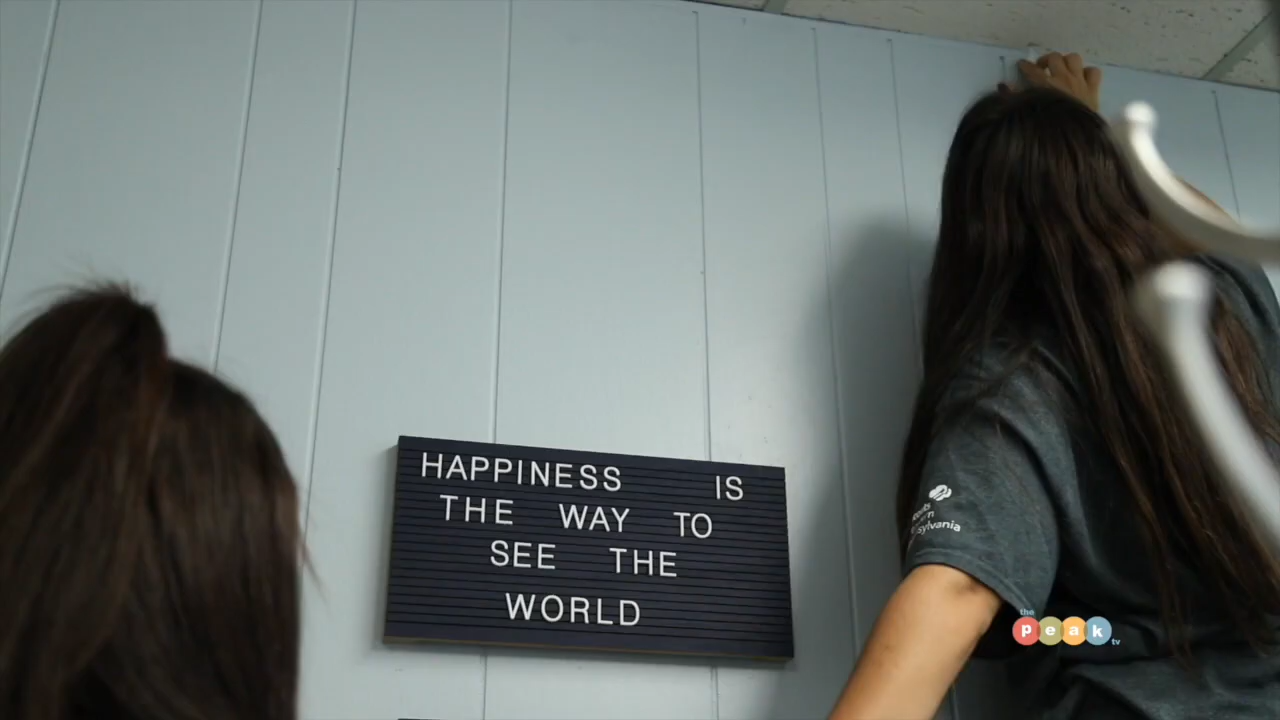 HAPPINESS IS
THE WAY TO
SEE THE
WORLD
the
peak
tv